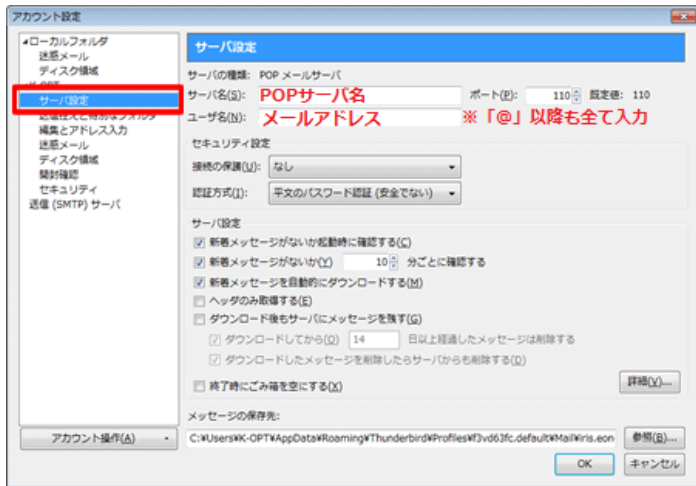 アカウント設定
ローカルフォルダ
迷惑メール
ディスク領域
サーバ設定
編集とアドレス入力
迷惑メール
ディスク領域
開封確認
セキュリティ
送信 (SMTP) サーバ
アカウント操作(A)
サーバ設定
サーバの種類: POP メールサーバ
サーバ名(S): POPサーバ名 ポート(P): 110 既定値: 110
ユーザ名(N): メールアドレス ※「@」以降も全て入力
セキュリティ設定
接続の保護(U): なし
認証方式(I): 平文のパスワード認証 (安全でない)
サーバ設定
新着メッセージがないか起動時に確認する(C)
新着メッセージがないか(Y) 10 分ごとに確認する
新着メッセージを自動的にダウンロードする(M)
ヘッダのみ取得する(E)
ダウンロード後もサーバにメッセージを残す(G)
ダウンロードしてから(O) 14 日以上経過したメッセージは削除する
ダウンロードしたメッセージを削除したらサーバからも削除する(D)
終了時にごみ箱を空にする(X)
詳細(V)...
メッセージの保存先:
C:¥Users¥K-OPT¥AppData¥Roaming¥Thunderbird¥Profiles¥f3vd63fc.default¥Mail¥iris.eon 参照(B)...
OK キャンセル